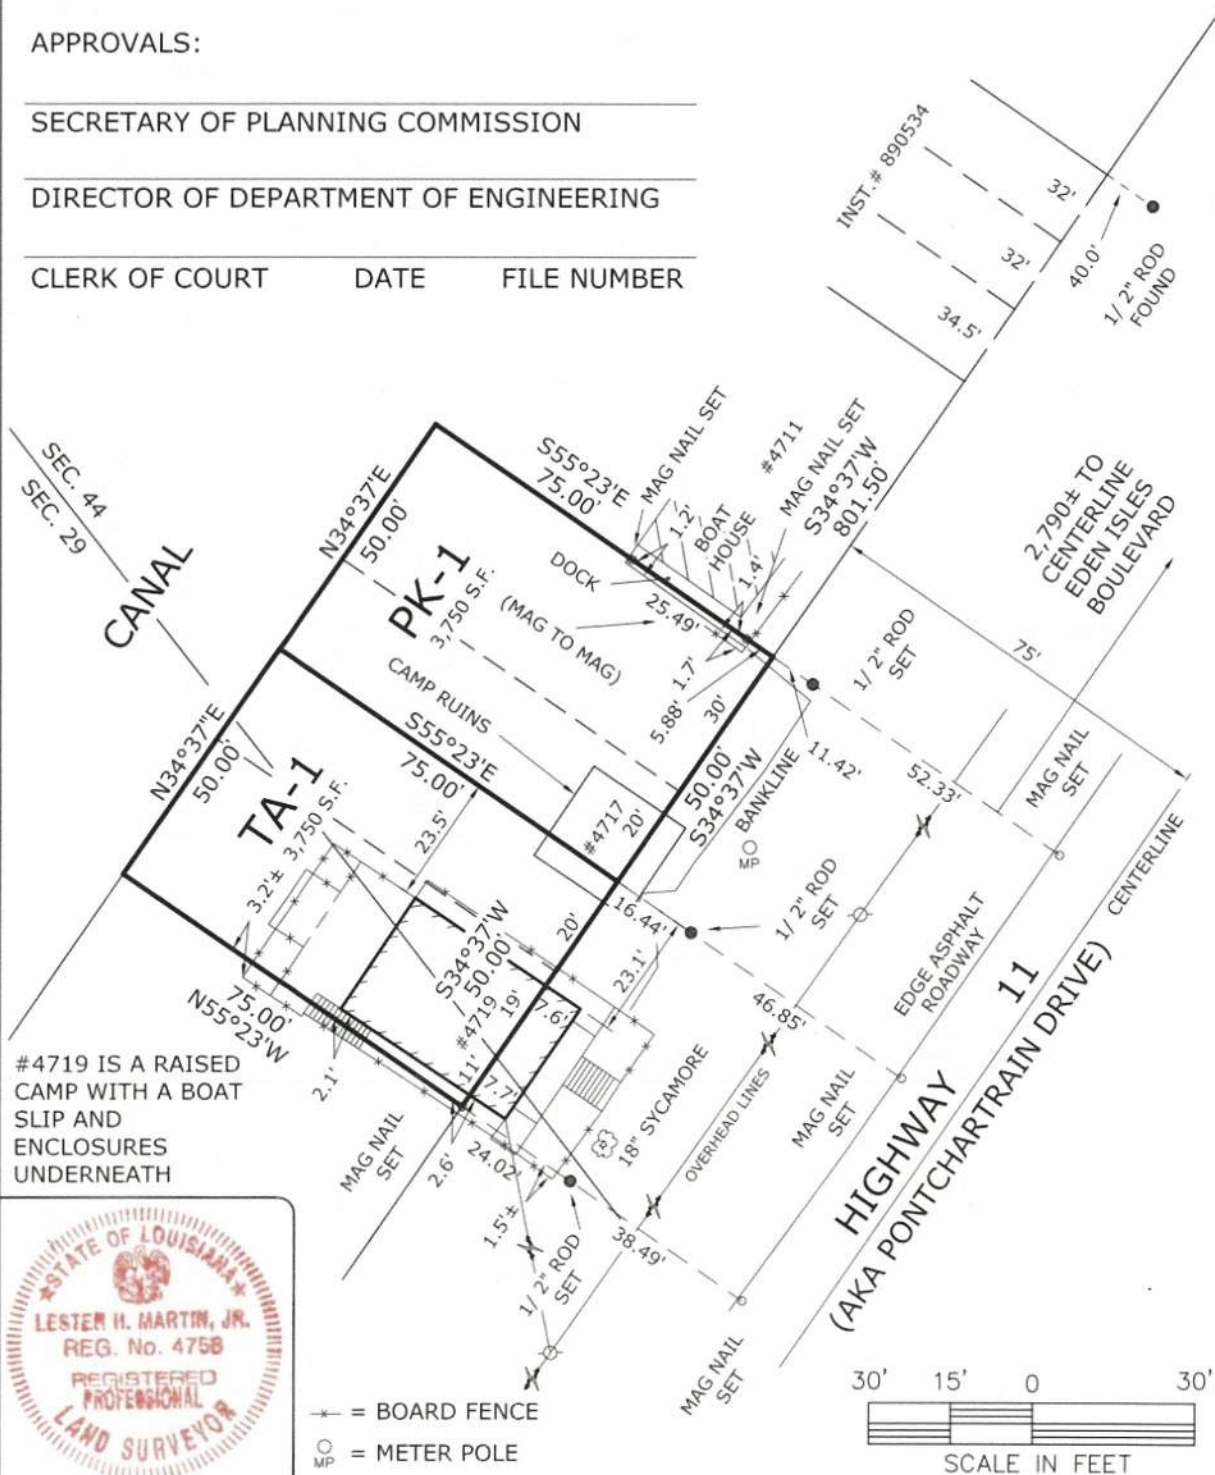 APPROVALS:
SECRETARY OF PLANNING COMMISSION
DIRECTOR OF DEPARTMENT OF ENGINEERING
CLERK OF COURT DATE FILE NUMBER
INST.# 890534
32'
32'
34.5'
40.0'
1/2" ROD
FOUND
SEC. 44
SEC. 29
CANAL
N34°37'E
50.00'
S55°23'E
75.00'
MAG NAIL SET
#4711
MAG NAIL SET
S34°37'W
801.50'
1.2'
BOAT
HOUSE
1.4'
2,790± TO
CENTERLINE
EDEN ISLES
BOULEVARD
PK-1
3,750 S.F.
DOCK
25.49'
(MAG TO MAG)
1.7'
5.88'
30'
1/2" ROD
SET
75'
CAMP RUINS
S55°23'E
75.00'
#4717
20'
50.00'
S34°37'W
BANKLINE
11.42'
52.33'
MAG NAIL
SET
MP
N34°37"E
50.00'
TA-1
3,750 S.F.
23.5'
3.2'±
S34°37'W
50.00'
#4719
19'
20'
16.44'
1/2" ROD
SET
23.1'
7.6'
46.85'
EDGE ASPHALT
ROADWAY
CENTERLINE
75.00'
N55°23'W
2.1'
11'
7.7'
MAG NAIL
SET
2.6'
24.02'
1.5'±
18" SYCAMORE
OVERHEAD LINES
MAG NAIL
SET
HIGHWAY 11
(AKA PONTCHARTRAIN DRIVE)
1/2" ROD
SET
38.49'
MAG NAIL
SET
#4719 IS A RAISED
CAMP WITH A BOAT
SLIP AND
ENCLOSURES
UNDERNEATH
STATE OF LOUISIANA
LESTER H. MARTIN, JR.
REG. No. 4758
REGISTERED
PROFESSIONAL
LAND SURVEYOR
= BOARD FENCE
MP = METER POLE
30' 15' 0 30'
SCALE IN FEET